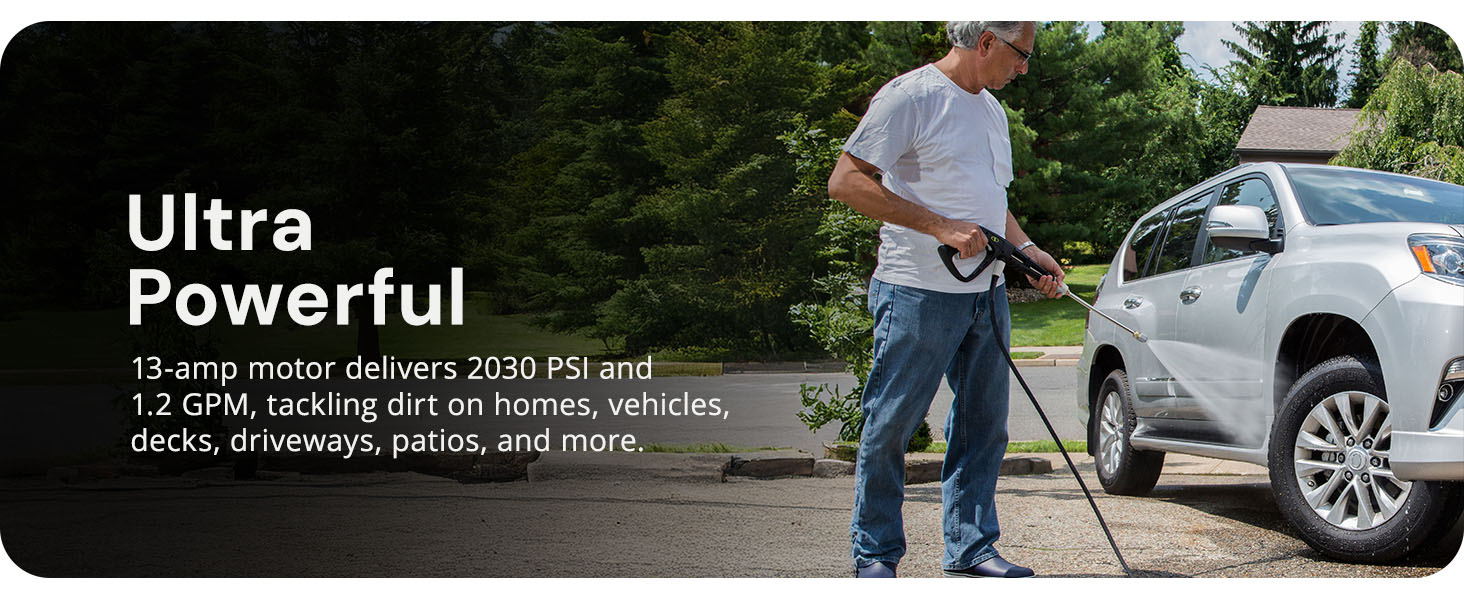 Ultra
Powerful
13-amp motor delivers 2030 PSI and
1.2 GPM, tackling dirt on homes, vehicles,
decks, driveways, patios, and more.